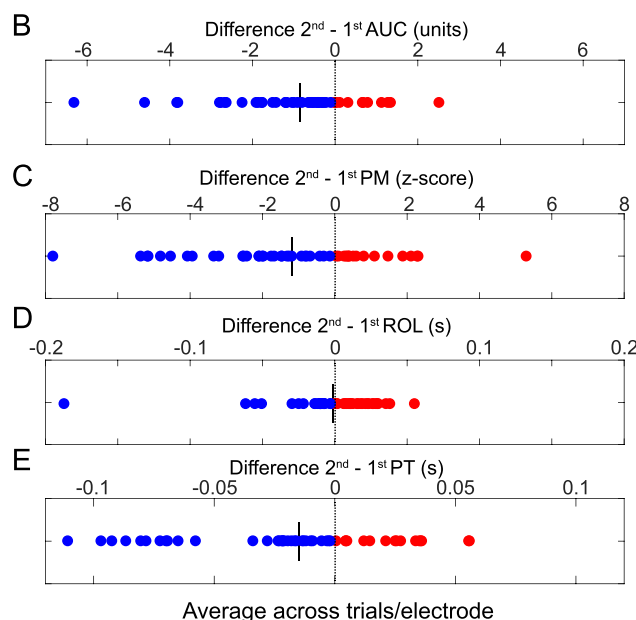 B
Difference 2nd - 1st AUC (units)
-6 -4 -2 0 2 4 6
C
Difference 2nd - 1st PM (z-score)
-8 -6 -4 -2 0 2 4 6 8
D
Difference 2nd - 1st ROL (s)
-0.2 -0.1 0 0.1 0.2
E
Difference 2nd - 1st PT (s)
-0.1 -0.05 0 0.05 0.1
Average across trials/electrode